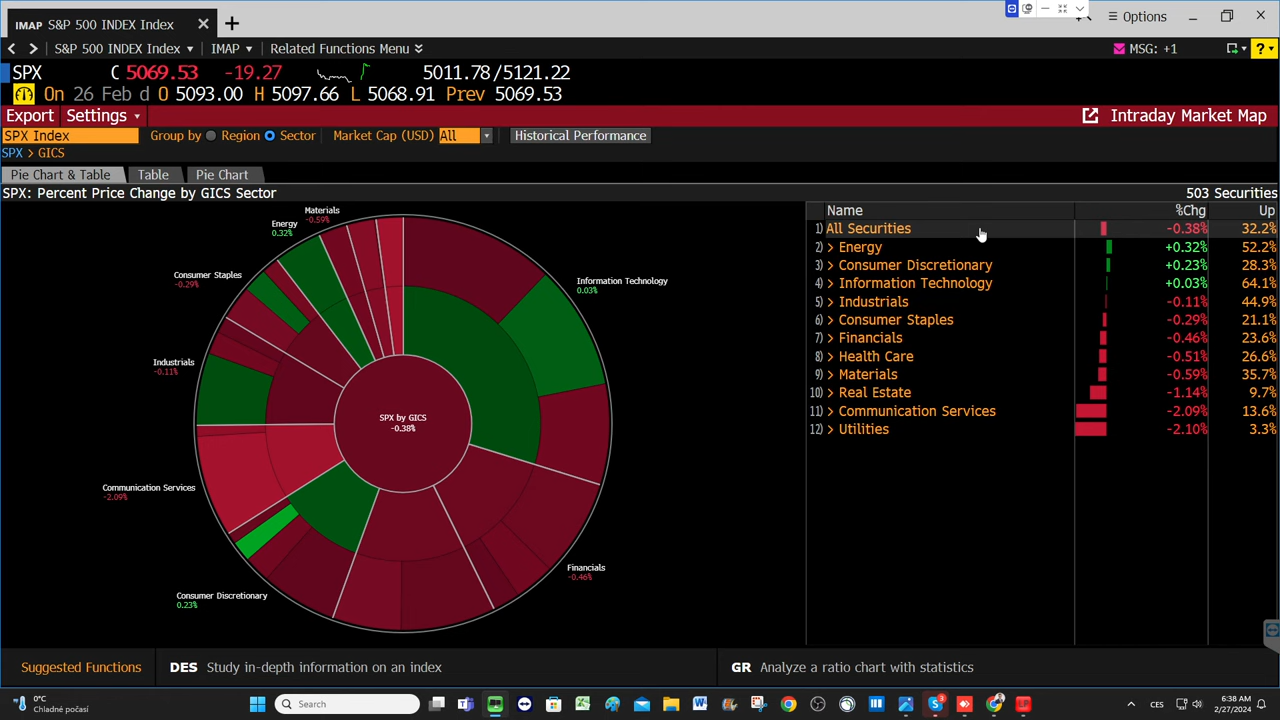 IMAP S&P 500 INDEX Index
Options
S&P 500 INDEX Index IMAP Related Functions Menu MSG: +1
SPX C 5069.53 -19.27 5011.78/5121.22
On 26 Feb d O 5093.00 H 5097.66 L 5068.91 Prev 5069.53
Export Settings Intraday Market Map
SPX Index Group by Region Sector Market Cap (USD) All Historical Performance
SPX > GICS
Pie Chart & Table Table Pie Chart
SPX: Percent Price Change by GICS Sector 503 Securities
Materials
-0.59%
Energy
0.32%
Consumer Staples
-0.29%
Information Technology
0.03%
Industrials
-0.11%
SPX by GICS
-0.38%
Communication Services
-2.09%
Financials
-0.46%
Consumer Discretionary
0.23%
Name %Chg Up
1) All Securities -0.38% 32.2%
2) > Energy +0.32% 52.2%
3) > Consumer Discretionary +0.23% 28.3%
4) > Information Technology +0.03% 64.1%
5) > Industrials -0.11% 44.9%
6) > Consumer Staples -0.29% 21.1%
7) > Financials -0.46% 23.6%
8) > Health Care -0.51% 26.6%
9) > Materials -0.59% 35.7%
10) > Real Estate -1.14% 9.7%
11) > Communication Services -2.09% 13.6%
12) > Utilities -2.10% 3.3%
Suggested Functions DES Study in-depth information on an index GR Analyze a ratio chart with statistics
0°C
Chladné počasí
Search
CES
6:38 AM
2/27/2024